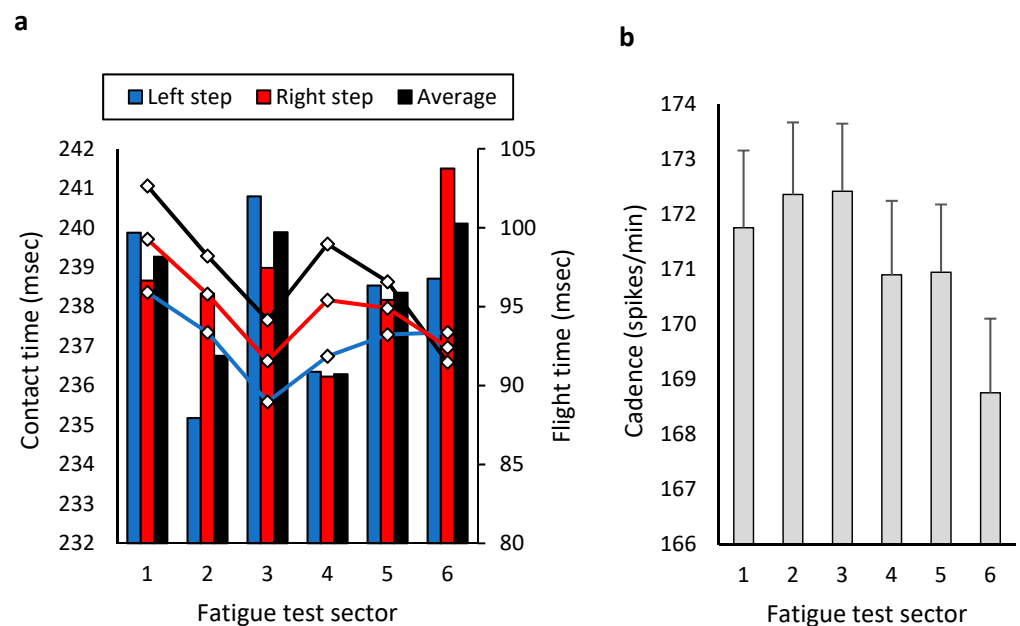 a
Left step Right step Average
242
241
240
239
238
237
236
235
234
233
232
Contact time (msec)
105
100
95
90
85
80
Flight time (msec)
1 2 3 4 5 6
Fatigue test sector
b
174
173
172
171
170
169
168
167
166
Cadence (spikes/min)
1 2 3 4 5 6
Fatigue test sector